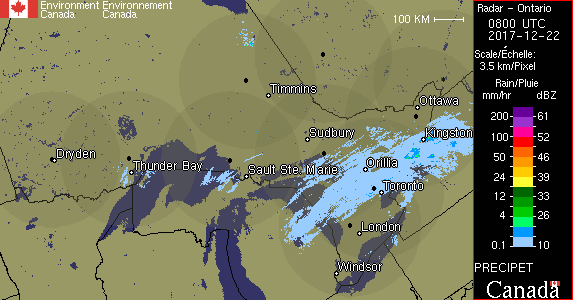 Environment Environnement
Canada Canada
100 KM
Timmins
Ottawa
Sudbury
Kingston
Dryden
Thunder Bay
Sault Ste. Marie
Orillia
Toronto
London
Windsor
Radar - Ontario
0800 UTC
2017-12-22
Scale/Échelle:
3.5 km/Pixel
Rain/Pluie
mm/hr dBZ
200 61
100 52
50 46
24 39
12 33
4 26
0.1 10
PRECIPET
Canada